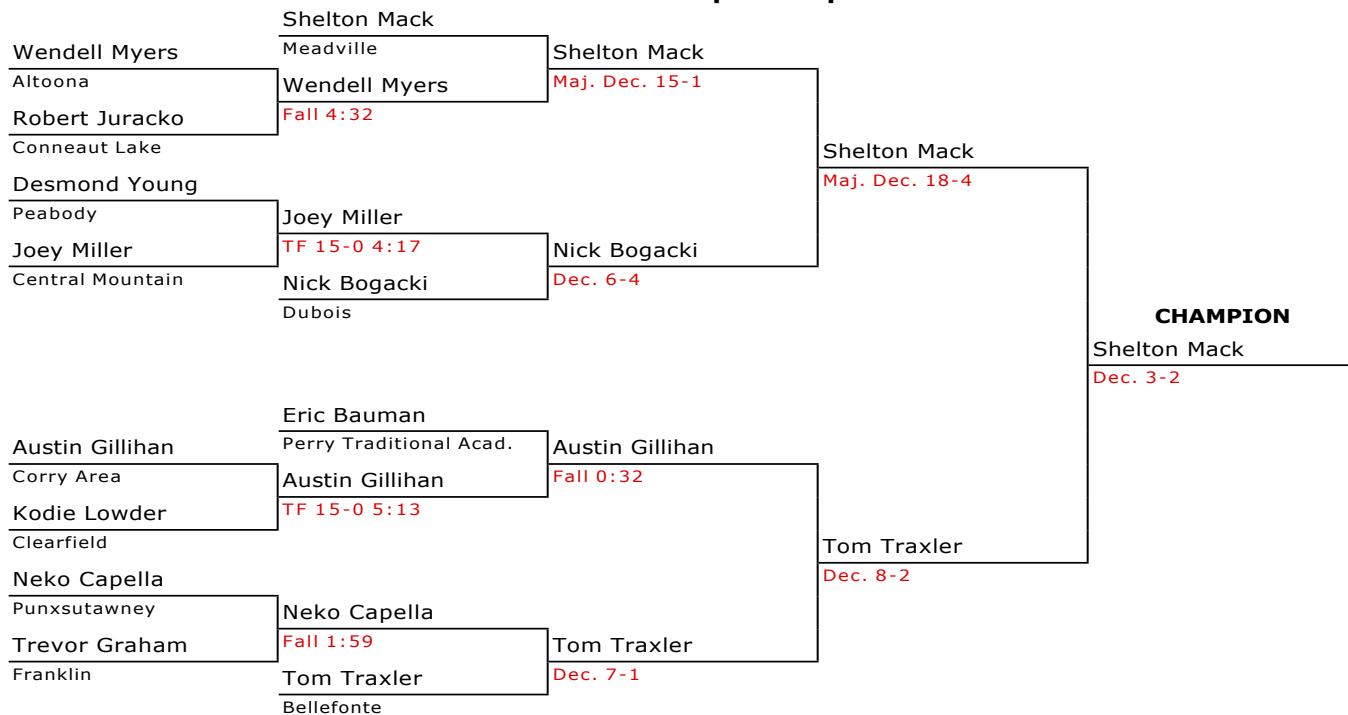 Shelton Mack
Wendell Myers
Meadville
Shelton Mack
Altoona
Wendell Myers
Maj. Dec. 15-1
Robert Juracko
Fall 4:32
Conneaut Lake
Shelton Mack
Desmond Young
Maj. Dec. 18-4
Peabody
Joey Miller
Joey Miller
TF 15-0 4:17
Nick Bogacki
Central Mountain
Nick Bogacki
Dec. 6-4
Dubois
CHAMPION
Shelton Mack
Dec. 3-2
Eric Bauman
Austin Gillihan
Perry Traditional Acad.
Austin Gillihan
Corry Area
Austin Gillihan
Fall 0:32
Kodie Lowder
TF 15-0 5:13
Clearfield
Tom Traxler
Neko Capella
Dec. 8-2
Punxsutawney
Neko Capella
Trevor Graham
Fall 1:59
Tom Traxler
Franklin
Tom Traxler
Dec. 7-1
Bellefonte